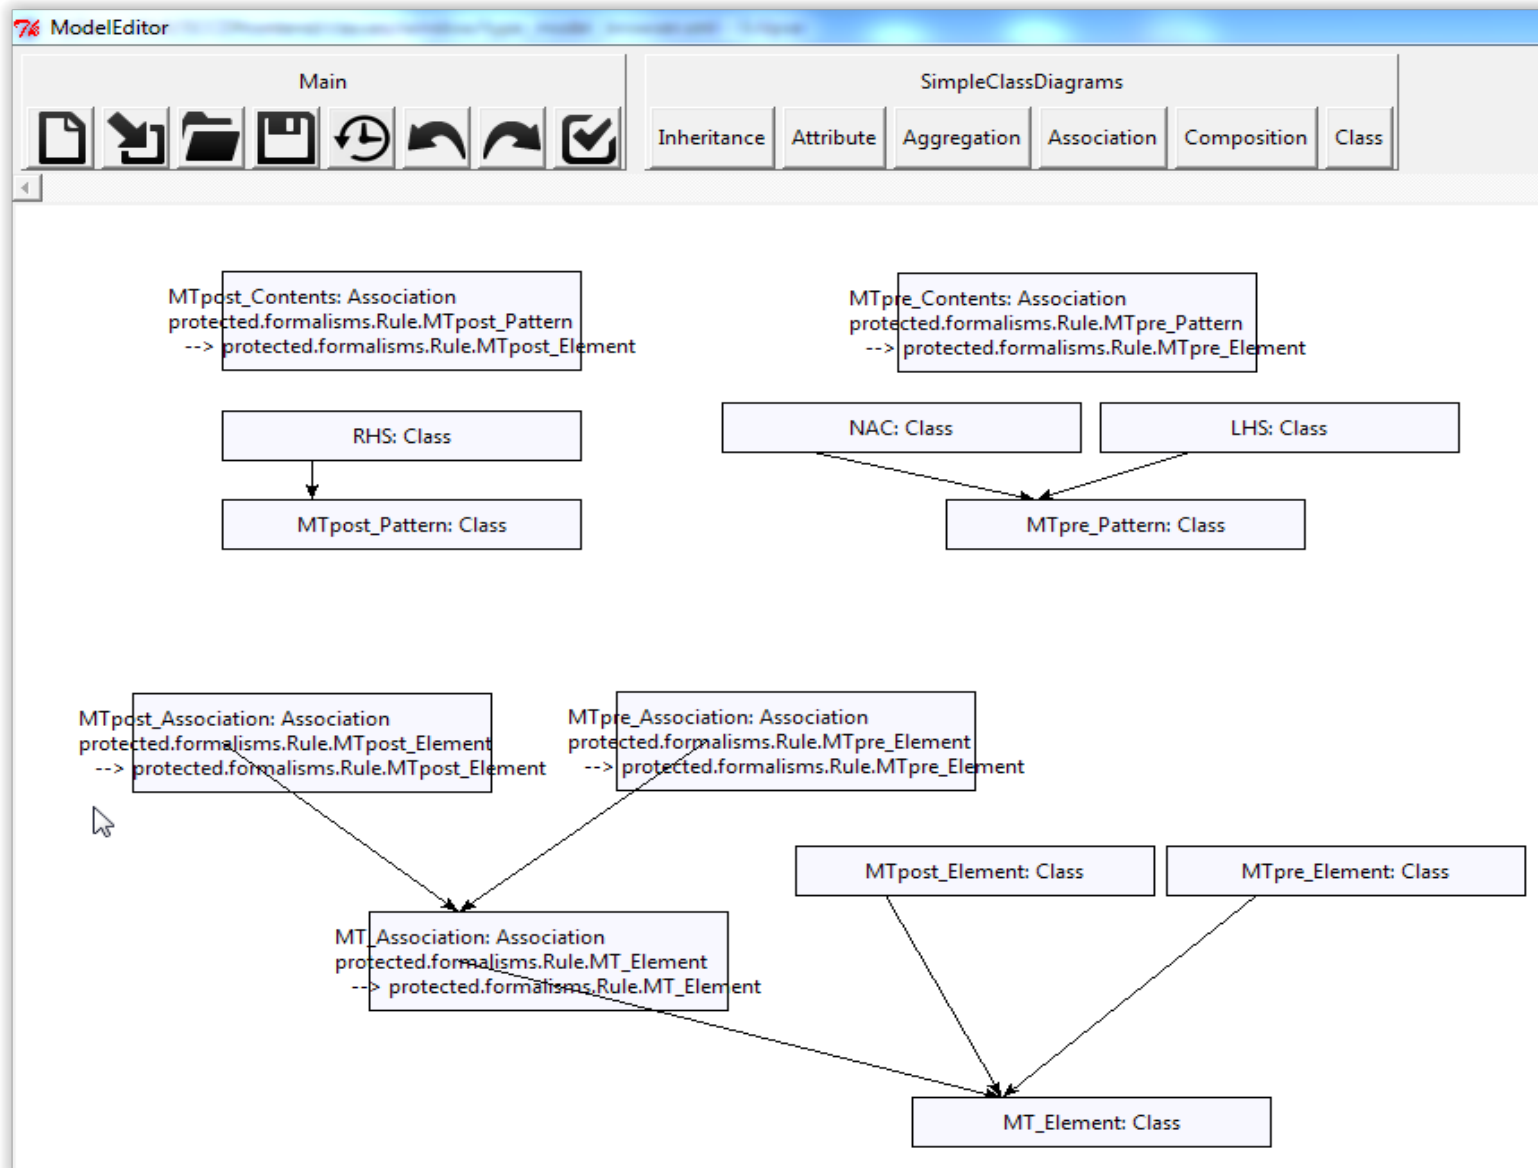 ModelEditor
Main
SimpleClassDiagrams
Inheritance
Attribute
Aggregation
Association
Composition
Class
MTpost_Contents: Association
protected.formalisms.Rule.MTpost_Pattern
--> protected.formalisms.Rule.MTpost_Element
MTpre_Contents: Association
protected.formalisms.Rule.MTpre_Pattern
--> protected.formalisms.Rule.MTpre_Element
RHS: Class
NAC: Class
LHS: Class
MTpost_Pattern: Class
MTpre_Pattern: Class
MTpost_Association: Association
protected.formalisms.Rule.MTpost_Element
--> protected.formalisms.Rule.MTpost_Element
MTpre_Association: Association
protected.formalisms.Rule.MTpre_Element
--> protected.formalisms.Rule.MTpre_Element
MTpost_Element: Class
MTpre_Element: Class
MT_Association: Association
protected.formalisms.Rule.MT_Element
--> protected.formalisms.Rule.MT_Element
MT_Element: Class